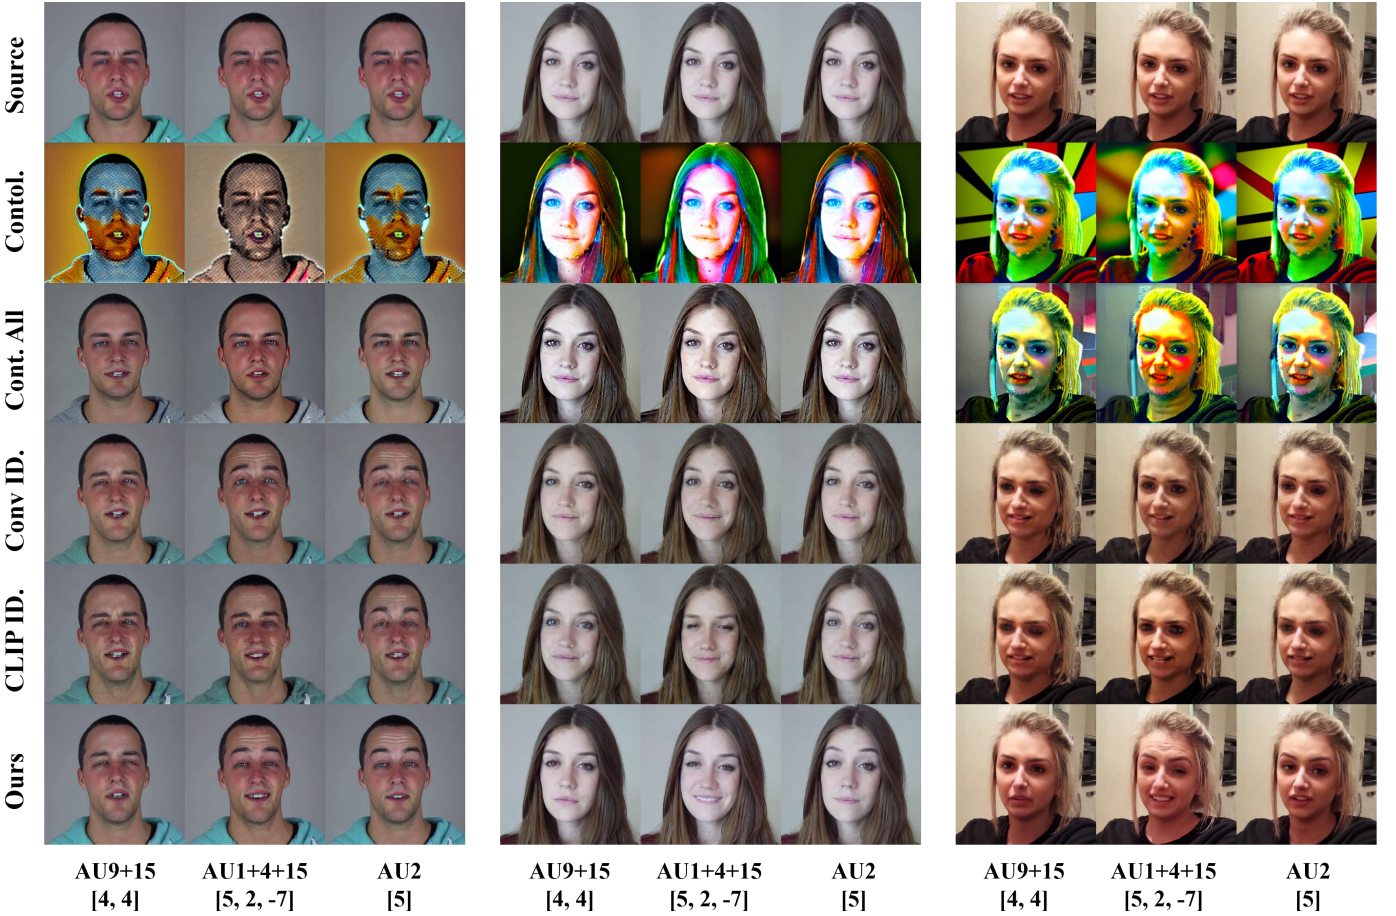 Source
Contol.
Cont. All
Conv ID.
CLIP ID.
Ours
AU9+15 AU1+4+15 AU2 AU9+15 AU1+4+15 AU2 AU9+15 AU1+4+15 AU2
[4, 4] [5, 2, -7] [5] [4, 4] [5, 2, -7] [5] [4, 4] [5, 2, -7] [5]